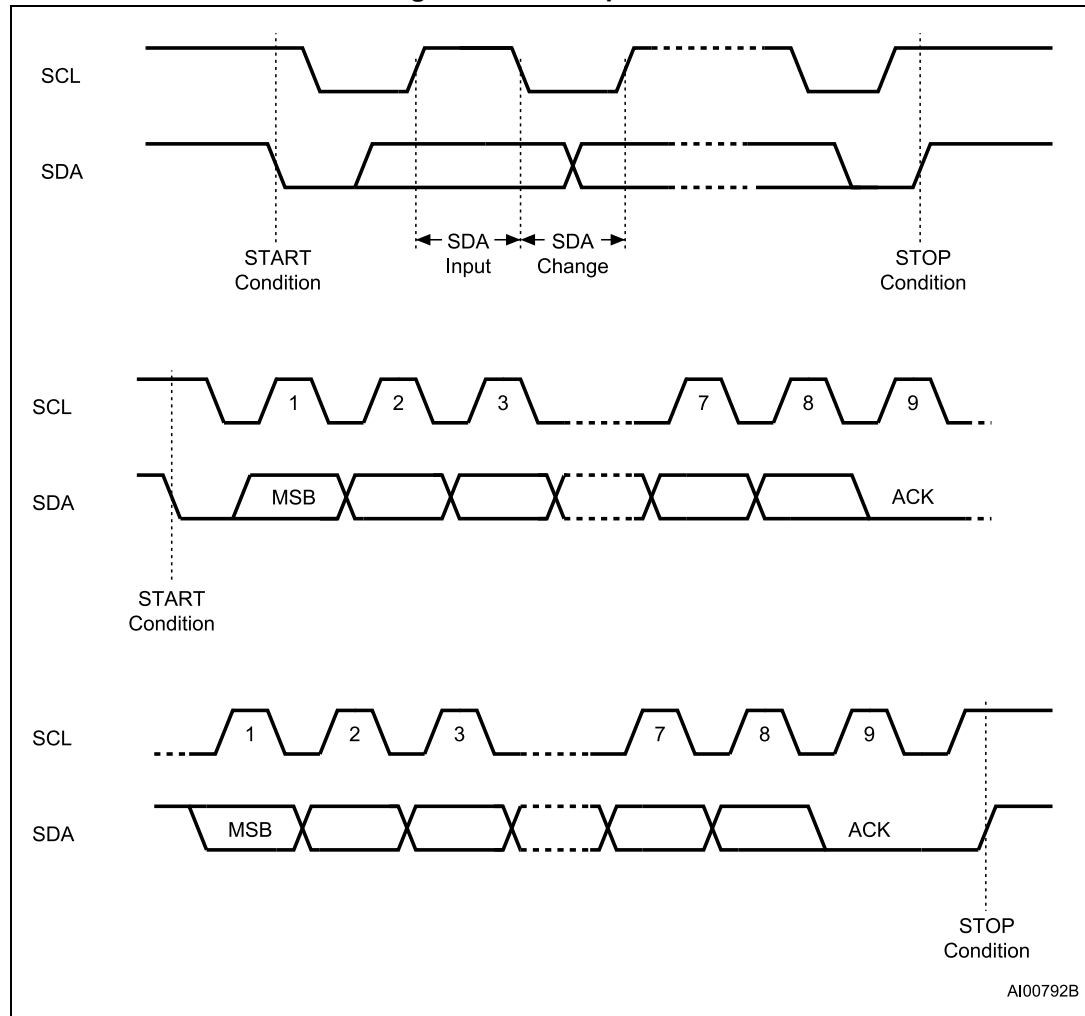 SCL
SDA
SDA
Input
SDA
Change
START
Condition
STOP
Condition
SCL
1 2 3 7 8 9
SDA
MSB ACK
START
Condition
SCL
1 2 3 7 8 9
SDA
MSB ACK
STOP
Condition
AI00792B